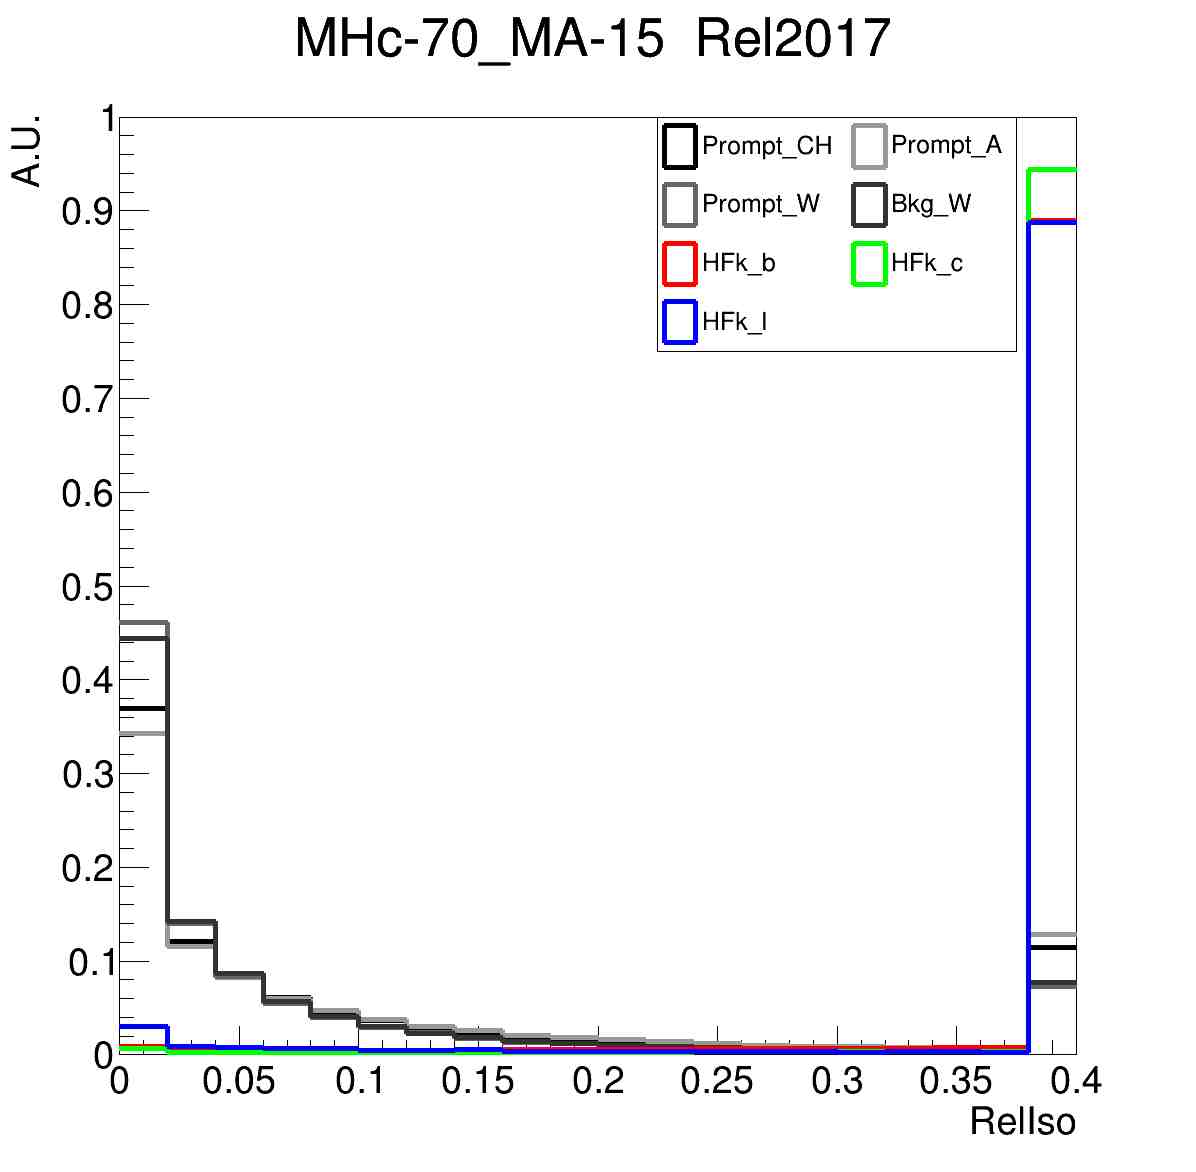 MHc-70_MA-15 Rel2017
A.U.
1
0.9
0.8
0.7
0.6
0.5
0.4
0.3
0.2
0.1
0
Prompt_CH Prompt_A
Prompt_W Bkg_W
HFk_b HFk_c
HFk_l
0 0.05 0.1 0.15 0.2 0.25 0.3 0.35 0.4
RelIso